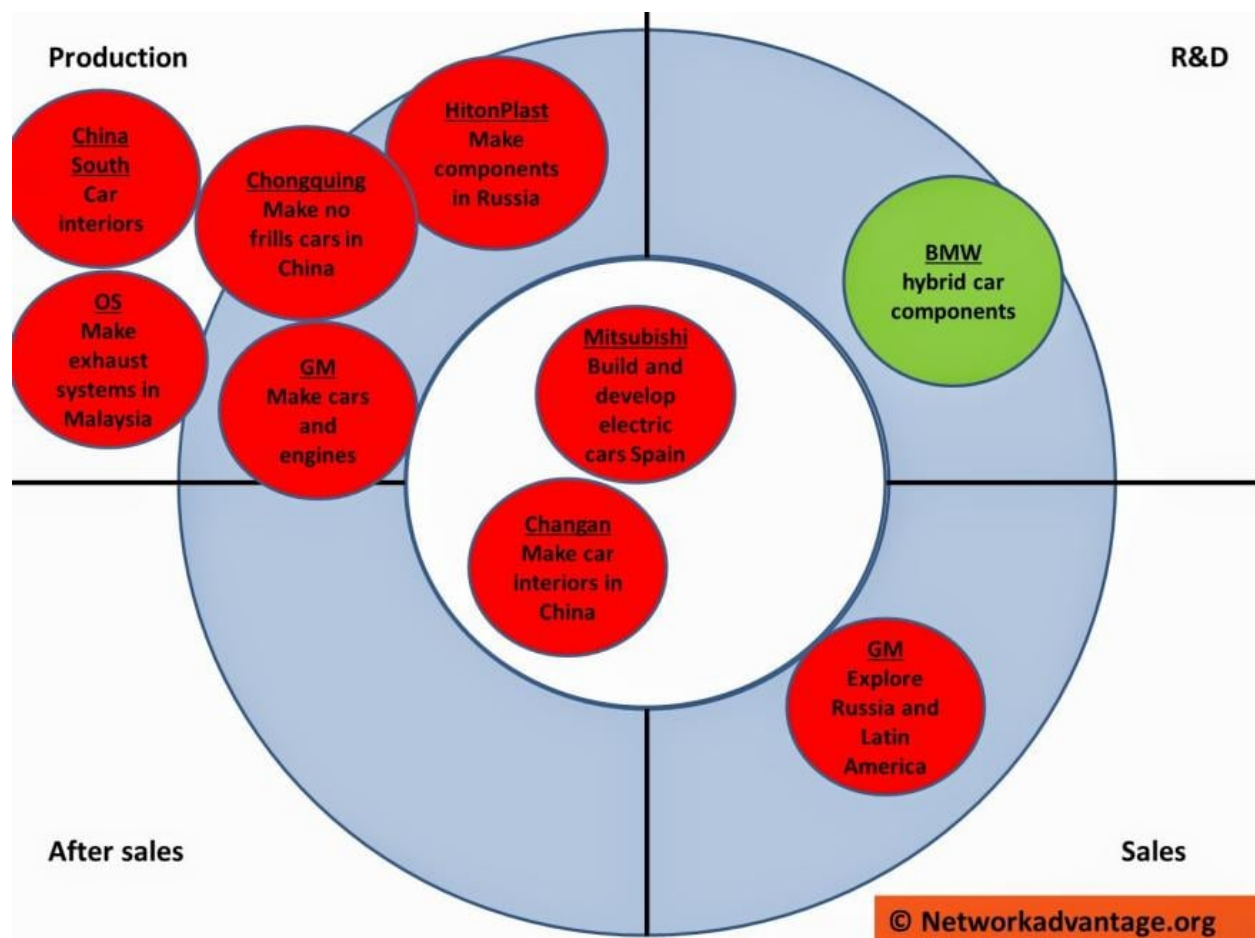 Production
R&D
China
South
Car
interiors
Chongquing
Make no
frills cars in
China
HitonPlast
Make
components
in Russia
BMW
hybrid car
components
OS
Make
exhaust
systems in
Malaysia
GM
Make cars
and
engines
Mitsubishi
Build and
develop
electric
cars Spain
Changan
Make car
interiors in
China
GM
Explore
Russia and
Latin
America
After sales
Sales
© Networkadvantage.org